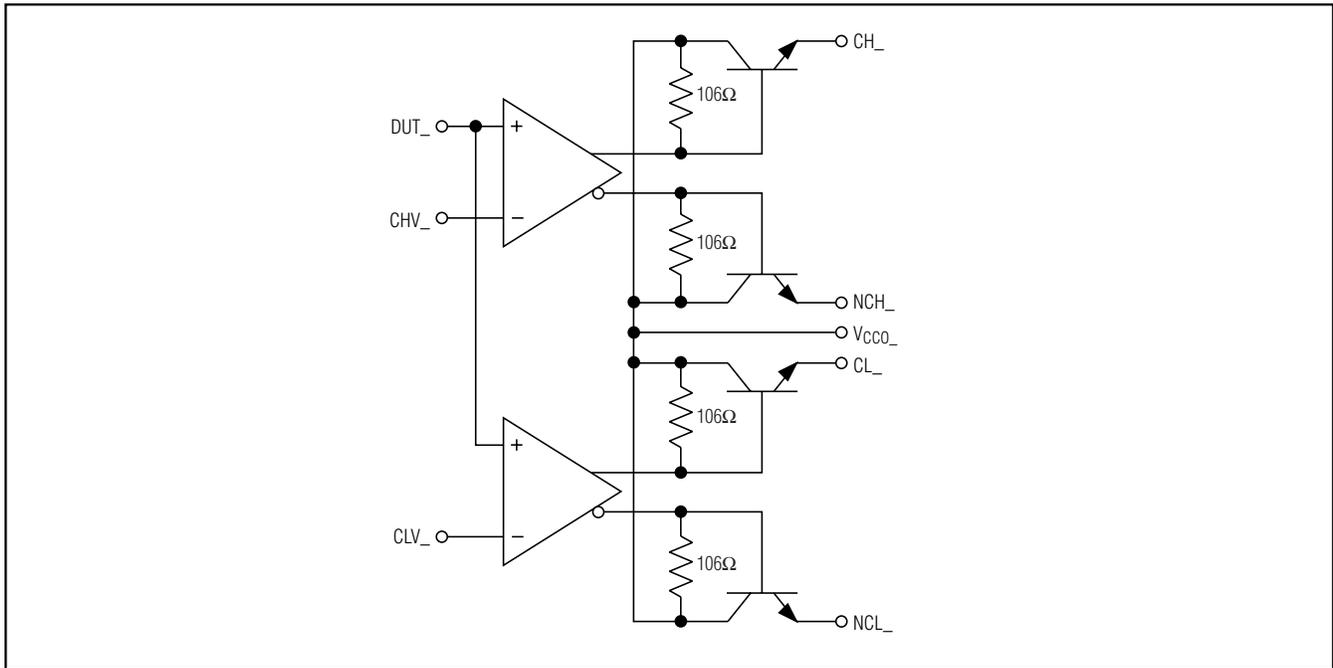 CH_
106Ω
DUT_
+
CHV_
−
106Ω
NCH_
VCCO_
CL_
106Ω
+
CLV_
−
106Ω
NCL_